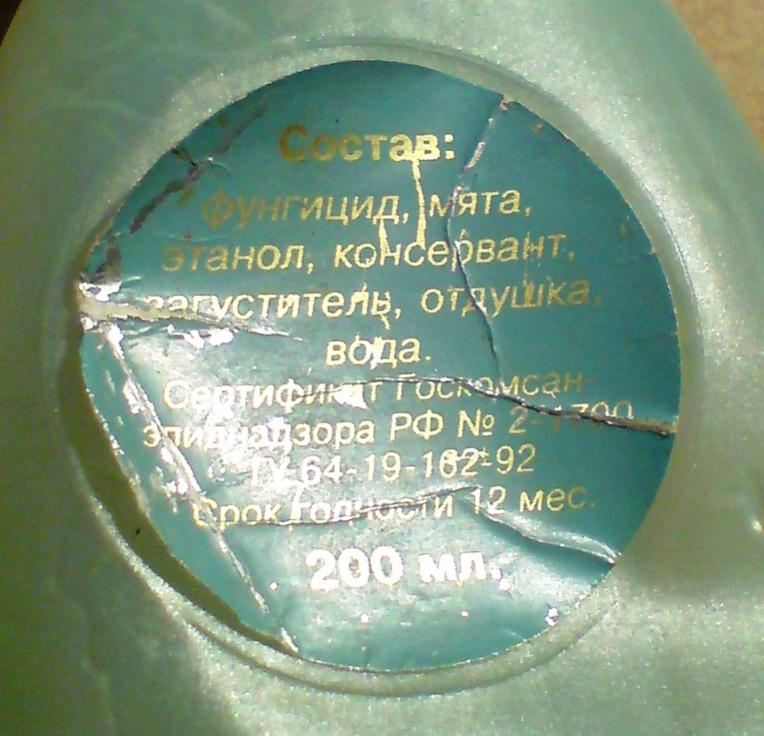 Состав:
фунгицид, мята,
этанол, консервант,
загуститель, отдушка,
вода.
Сертификат Госкомсан-
эпиднадзора РФ №
ТУ 64-19-162-92
Срок годности 12 мес.
200 мл.